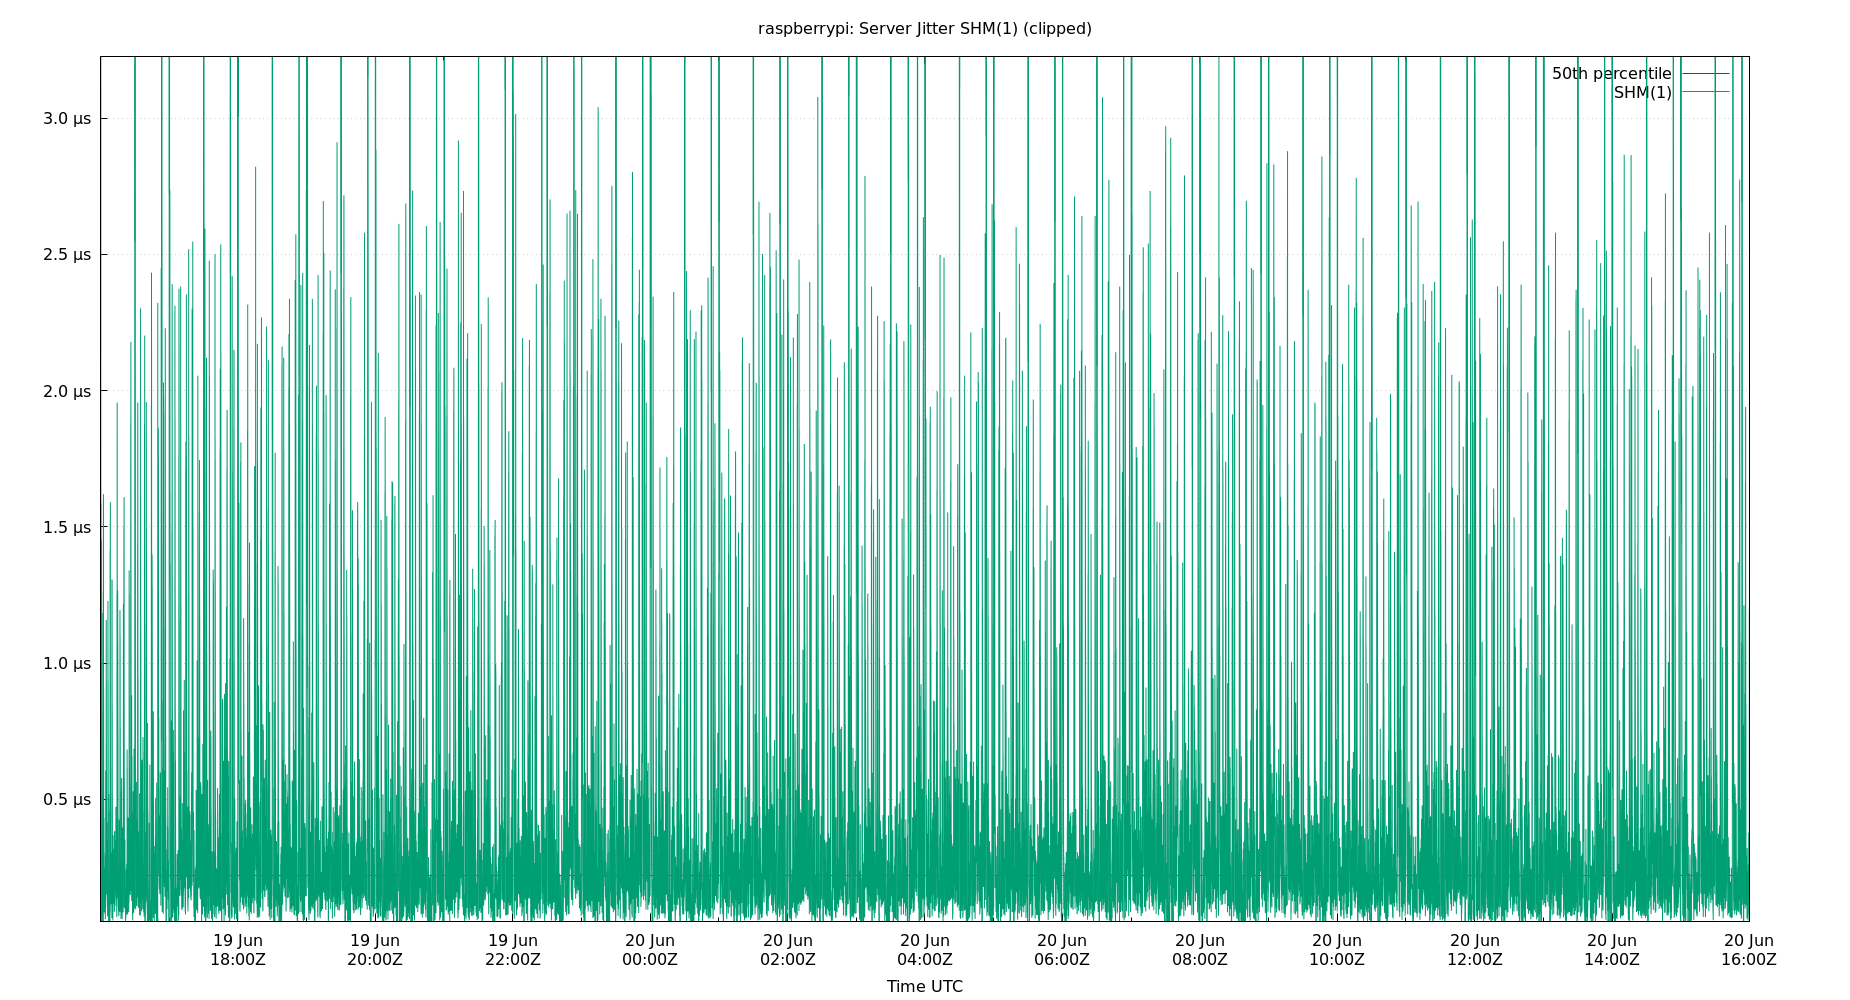 raspberrypi: Server Jitter SHM(1) (clipped)
50th percentile
SHM(1)
3.0 μs
2.5 μs
2.0 μs
1.5 μs
1.0 μs
0.5 μs
19 Jun 19 Jun 19 Jun 20 Jun 20 Jun 20 Jun 20 Jun 20 Jun 20 Jun 20 Jun 20 Jun 20 Jun
18:00Z 20:00Z 22:00Z 00:00Z 02:00Z 04:00Z 06:00Z 08:00Z 10:00Z 12:00Z 14:00Z 16:00Z
Time UTC